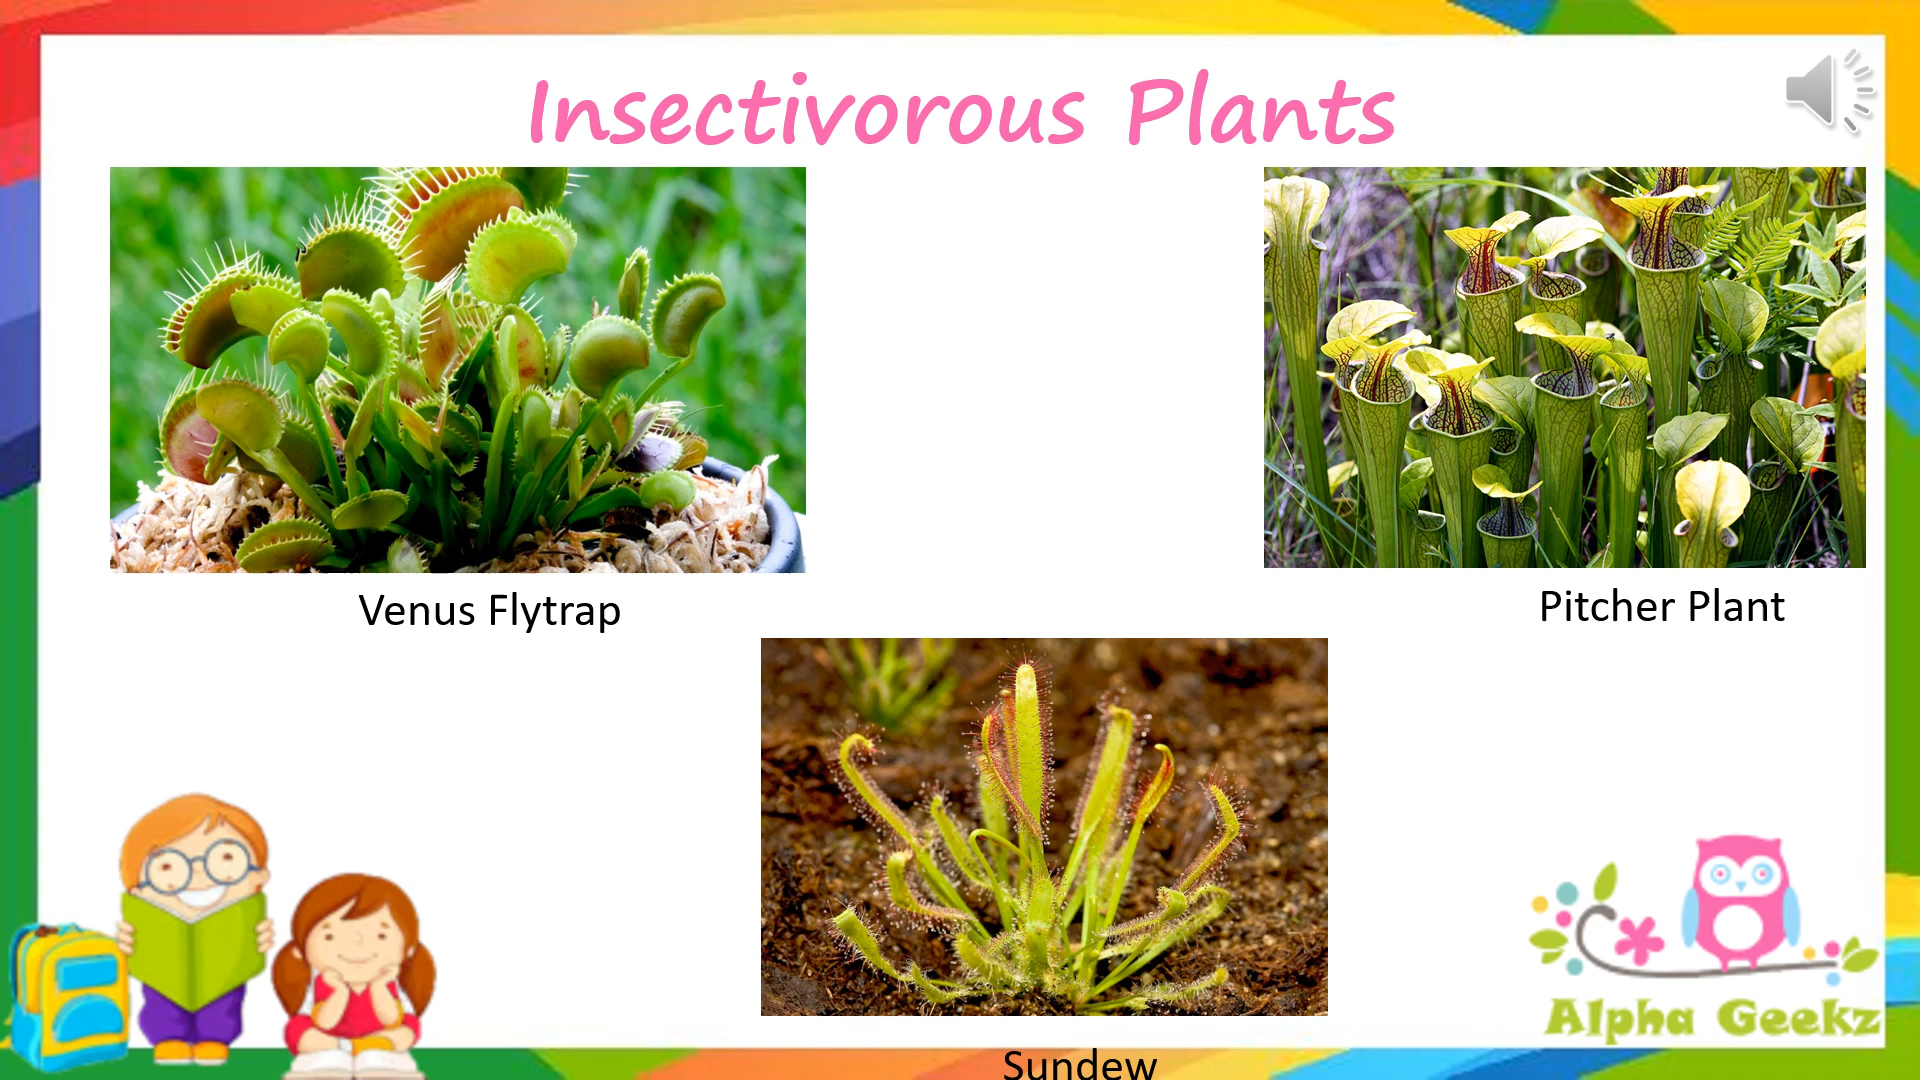 Insectivorous Plants
Venus Flytrap
Pitcher Plant
Sundew
Alpha Geekz